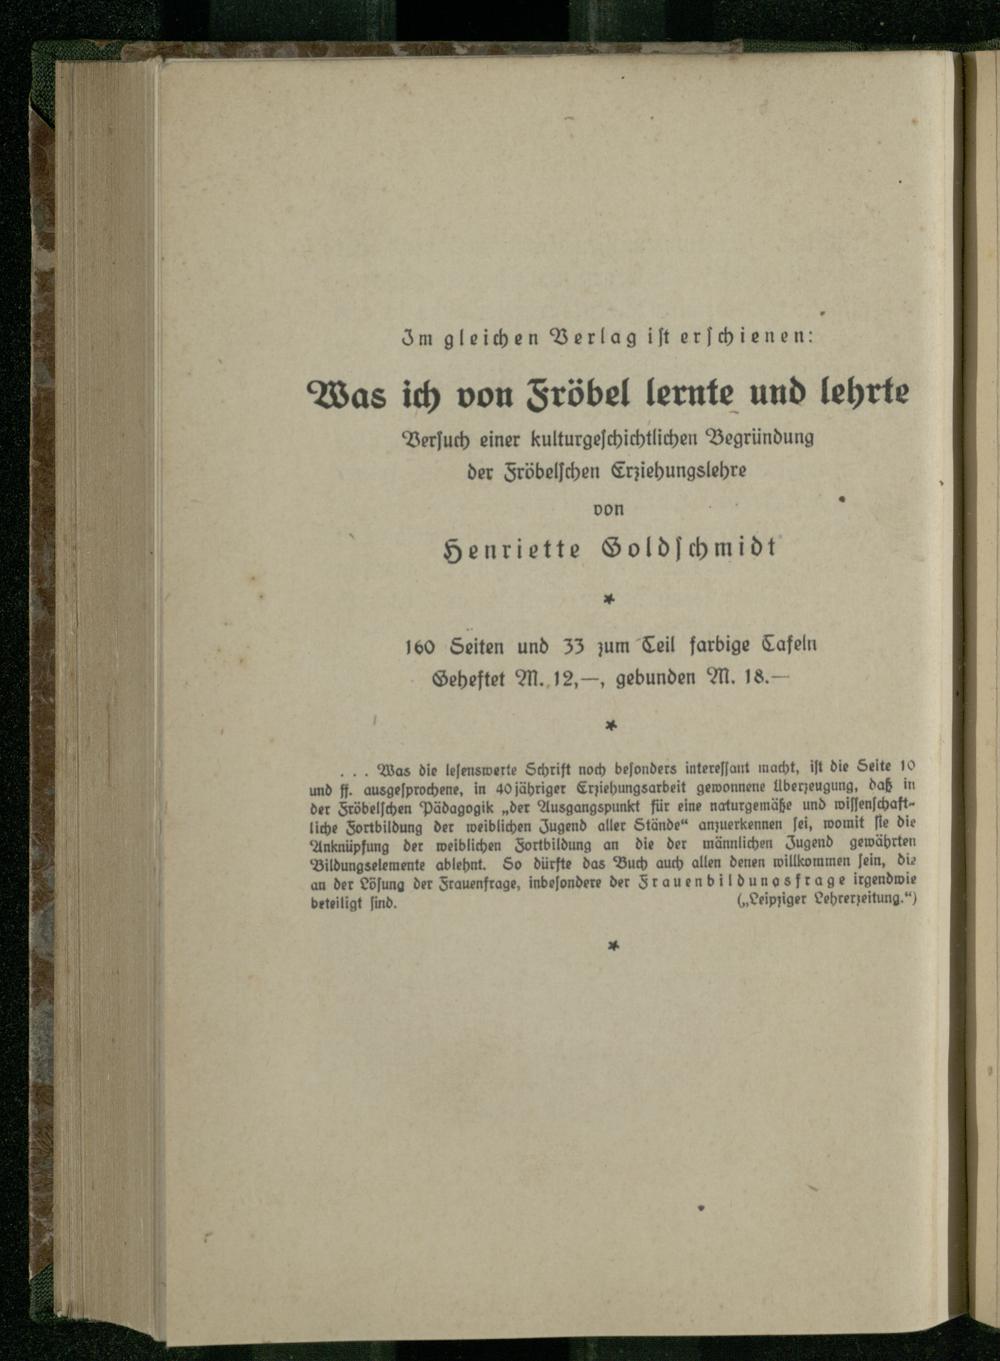 Im gleichen Verlag ist erschienen:
Was ich von Fröbel lernte und lehrte
Versuch einer kulturgeschichtlichen Begründung
der Fröbelschen Erziehungslehre
von
Henriette Goldschmidt
*
160 Seiten und 33 zum Teil farbige Tafeln
Geheftet M. 12,—, gebunden M. 18.—
*
. . . Was die lesenswerte Schrift noch besonders interessant macht, ist die Seite 10
und ff. ausgesprochene, in 40jähriger Erziehungsarbeit gewonnene Überzeugung, daß in
der Fröbelschen Pädagogik „der Ausgangspunkt für eine naturgemäße und wissenschaft-
liche Fortbildung der weiblichen Jugend aller Stände“ anzuerkennen sei, womit sie die
Anknüpfung der weiblichen Fortbildung an die der männlichen Jugend gewährten
Bildungselemente ablehnt. So dürfte das Buch auch allen denen willkommen sein, die
an der Lösung der Frauenfrage, inbesondere der Frauenbildungsfrage irgendwie
beteiligt sind. („Leipziger Lehrerzeitung.“)
*